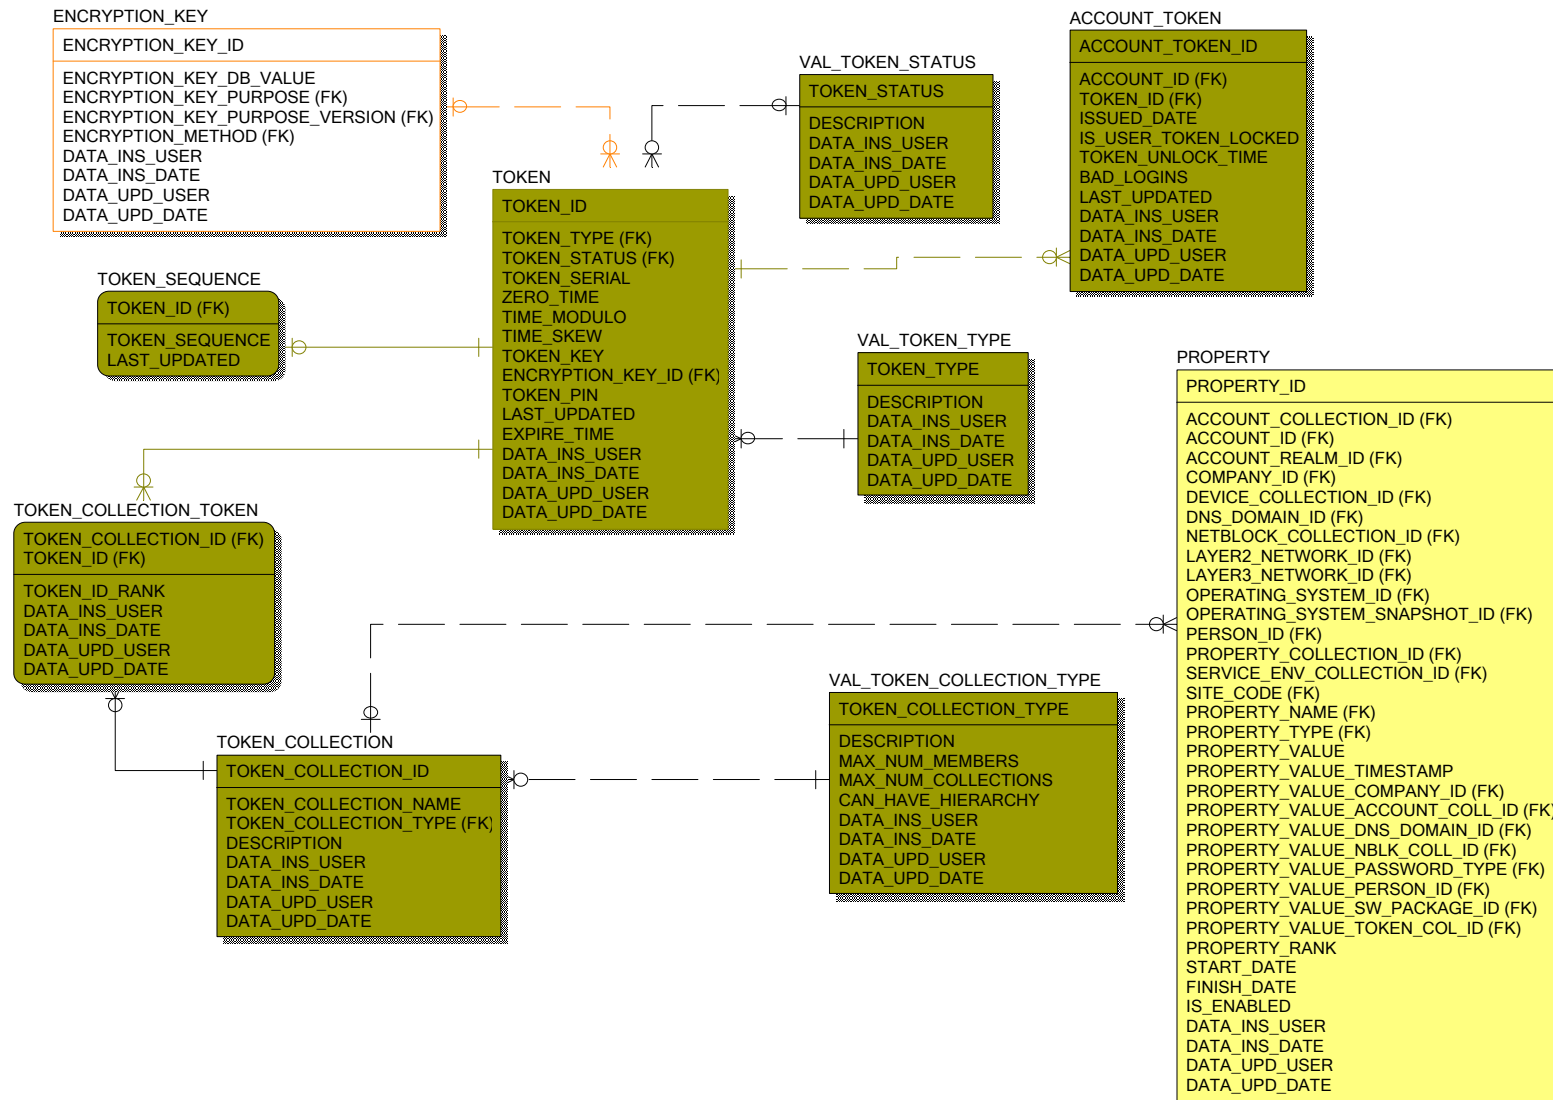 ENCRYPTION_KEY
ENCRYPTION_KEY_ID
ENCRYPTION_KEY_DB_VALUE
ENCRYPTION_KEY_PURPOSE (FK)
ENCRYPTION_KEY_PURPOSE_VERSION (FK)
ENCRYPTION_METHOD (FK)
DATA_INS_USER
DATA_INS_DATE
DATA_UPD_USER
DATA_UPD_DATE
VAL_TOKEN_STATUS
TOKEN_STATUS
DESCRIPTION
DATA_INS_USER
DATA_INS_DATE
DATA_UPD_USER
DATA_UPD_DATE
ACCOUNT_TOKEN
ACCOUNT_TOKEN_ID
ACCOUNT_ID (FK)
TOKEN_ID (FK)
ISSUED_DATE
IS_USER_TOKEN_LOCKED
TOKEN_UNLOCK_TIME
BAD_LOGINS
LAST_UPDATED
DATA_INS_USER
DATA_INS_DATE
DATA_UPD_USER
DATA_UPD_DATE
TOKEN
TOKEN_ID
TOKEN_TYPE (FK)
TOKEN_STATUS (FK)
TOKEN_SERIAL
ZERO_TIME
TIME_MODULO
TIME_SKEW
TOKEN_KEY
ENCRYPTION_KEY_ID (FK)
TOKEN_PIN
LAST_UPDATED
EXPIRE_TIME
DATA_INS_USER
DATA_INS_DATE
DATA_UPD_USER
DATA_UPD_DATE
TOKEN_SEQUENCE
TOKEN_ID (FK)
TOKEN_SEQUENCE
LAST_UPDATED
VAL_TOKEN_TYPE
TOKEN_TYPE
DESCRIPTION
DATA_INS_USER
DATA_INS_DATE
DATA_UPD_USER
DATA_UPD_DATE
PROPERTY
PROPERTY_ID
ACCOUNT_COLLECTION_ID (FK)
ACCOUNT_ID (FK)
ACCOUNT_REALM_ID (FK)
COMPANY_ID (FK)
DEVICE_COLLECTION_ID (FK)
DNS_DOMAIN_ID (FK)
NETBLOCK_COLLECTION_ID (FK)
LAYER2_NETWORK_ID (FK)
LAYER3_NETWORK_ID (FK)
OPERATING_SYSTEM_ID (FK)
OPERATING_SYSTEM_SNAPSHOT_ID (FK)
PERSON_ID (FK)
PROPERTY_COLLECTION_ID (FK)
SERVICE_ENV_COLLECTION_ID (FK)
SITE_CODE (FK)
PROPERTY_NAME (FK)
PROPERTY_TYPE (FK)
PROPERTY_VALUE
PROPERTY_VALUE_TIMESTAMP
PROPERTY_VALUE_COMPANY_ID (FK)
PROPERTY_VALUE_ACCOUNT_COLL_ID (FK)
PROPERTY_VALUE_DNS_DOMAIN_ID (FK)
PROPERTY_VALUE_NBLK_COLL_ID (FK)
PROPERTY_VALUE_PASSWORD_TYPE (FK)
PROPERTY_VALUE_PERSON_ID (FK)
PROPERTY_VALUE_SW_PACKAGE_ID (FK)
PROPERTY_VALUE_TOKEN_COL_ID (FK)
PROPERTY_RANK
START_DATE
FINISH_DATE
IS_ENABLED
DATA_INS_USER
DATA_INS_DATE
DATA_UPD_USER
DATA_UPD_DATE
TOKEN_COLLECTION_TOKEN
TOKEN_COLLECTION_ID (FK)
TOKEN_ID (FK)
TOKEN_ID_RANK
DATA_INS_USER
DATA_INS_DATE
DATA_UPD_USER
DATA_UPD_DATE
TOKEN_COLLECTION
TOKEN_COLLECTION_ID
TOKEN_COLLECTION_NAME
TOKEN_COLLECTION_TYPE (FK)
DESCRIPTION
DATA_INS_USER
DATA_INS_DATE
DATA_UPD_USER
DATA_UPD_DATE
VAL_TOKEN_COLLECTION_TYPE
TOKEN_COLLECTION_TYPE
DESCRIPTION
MAX_NUM_MEMBERS
MAX_NUM_COLLECTIONS
CAN_HAVE_HIERARCHY
DATA_INS_USER
DATA_INS_DATE
DATA_UPD_USER
DATA_UPD_DATE